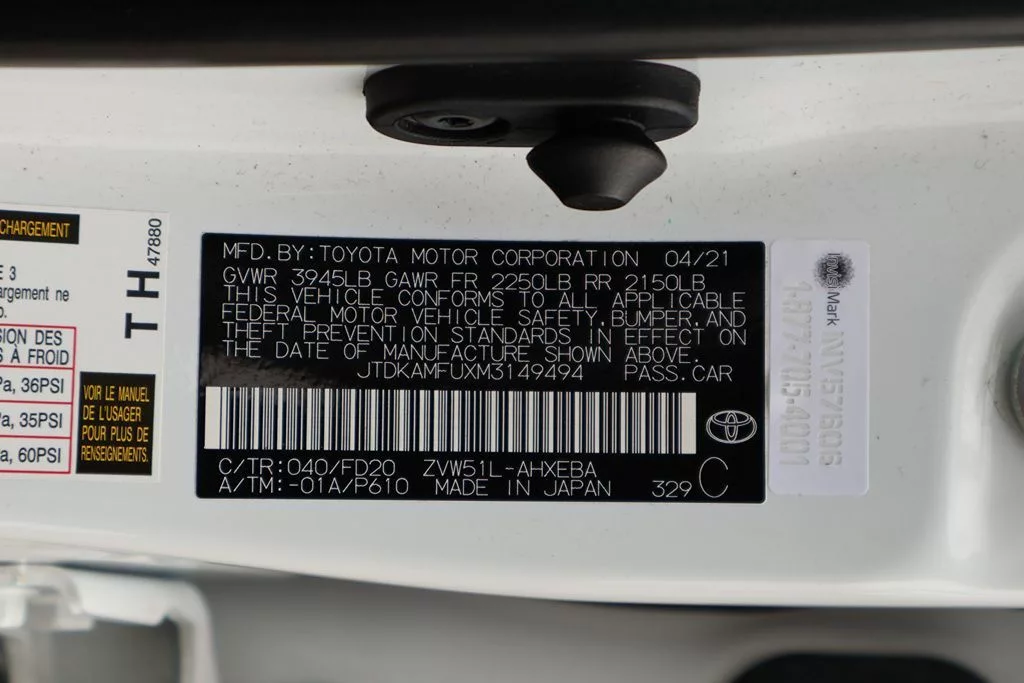 CHARGEMENT
E 3
argement ne
o.
SION DES
S À FROID
Pa, 36PSI
Pa, 35PSI
a, 60PSI
TH
47880
VOIR LE MANUEL
DE L'USAGER
POUR PLUS DE
RENSEIGNEMENTS.
MFD.BY:TOYOTA MOTOR CORPORATION 04/21
GVWR 3945LB GAWR FR 2250LB RR 2150LB
THIS VEHICLE CONFORMS TO ALL APPLICABLE
FEDERAL MOTOR VEHICLE SAFETY,BUMPER,AND
THEFT PREVENTION STANDARDS IN EFFECT ON
THE DATE OF MANUFACTURE SHOWN ABOVE.
JTDKAMFUXM3149494 PASS.CAR
C/TR:040/FD20 ZVW51L-AHXEBA
A/TM:-01A/P610 MADE IN JAPAN 329 C
1-877-705-4001